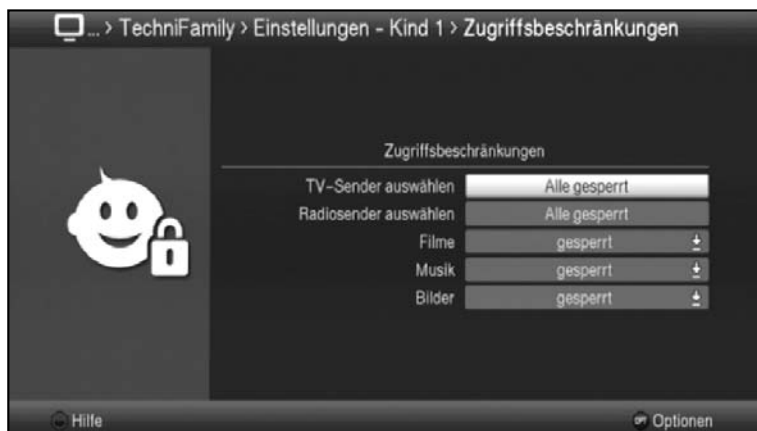 ... > TechniFamily > Einstellungen - Kind 1 > Zugriffsbeschränkungen
Zugriffsbeschränkungen
TV-Sender auswählen Alle gesperrt
Radiosender auswählen Alle gesperrt
Filme gesperrt
Musik gesperrt
Bilder gesperrt
Hilfe OPT Optionen